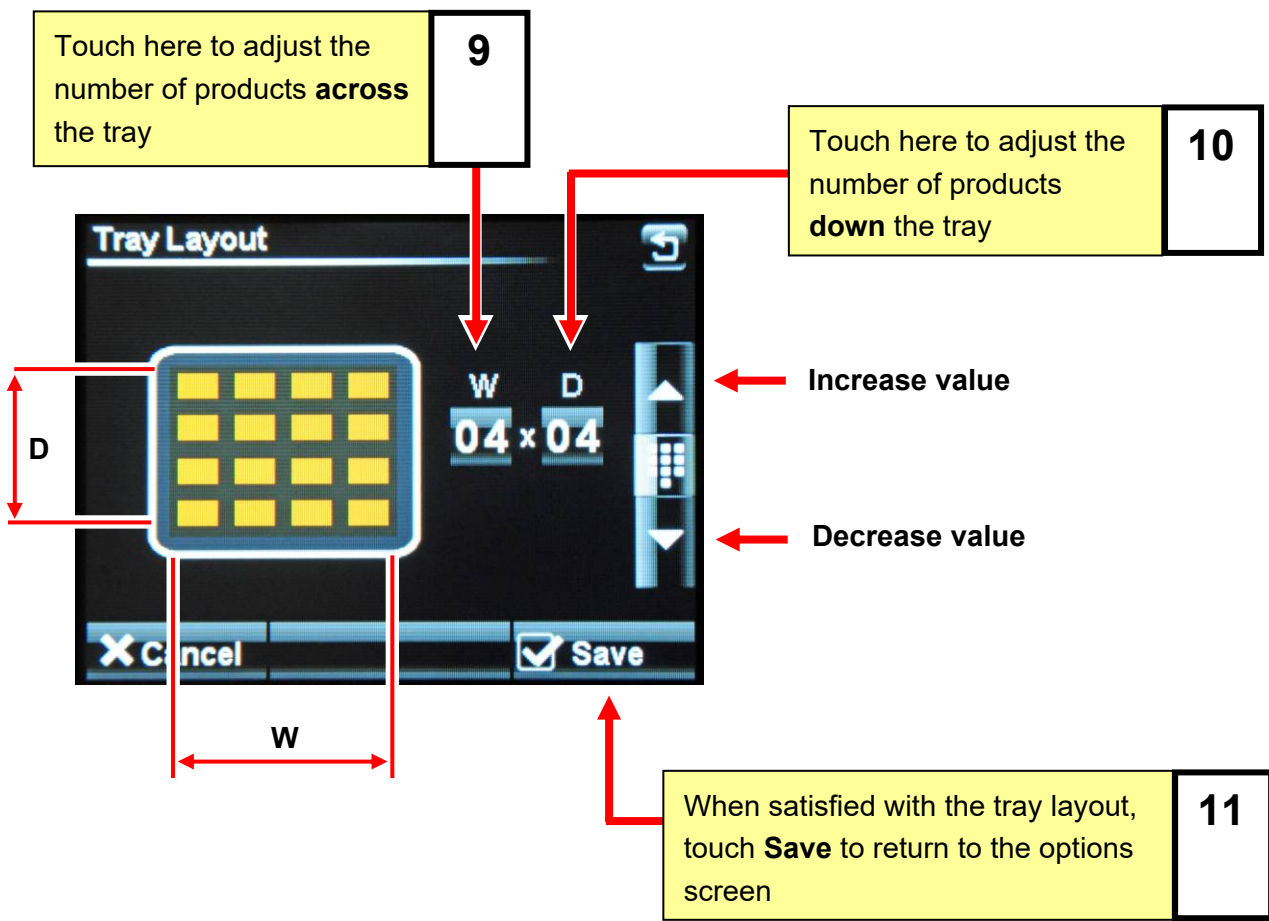 Touch here to adjust the
number of products across
the tray
9
Touch here to adjust the
number of products
down the tray
10
Tray Layout
W D
04 x 04
D
Increase value
Decrease value
Cancel
Save
W
When satisfied with the tray layout,
touch Save to return to the options
screen
11